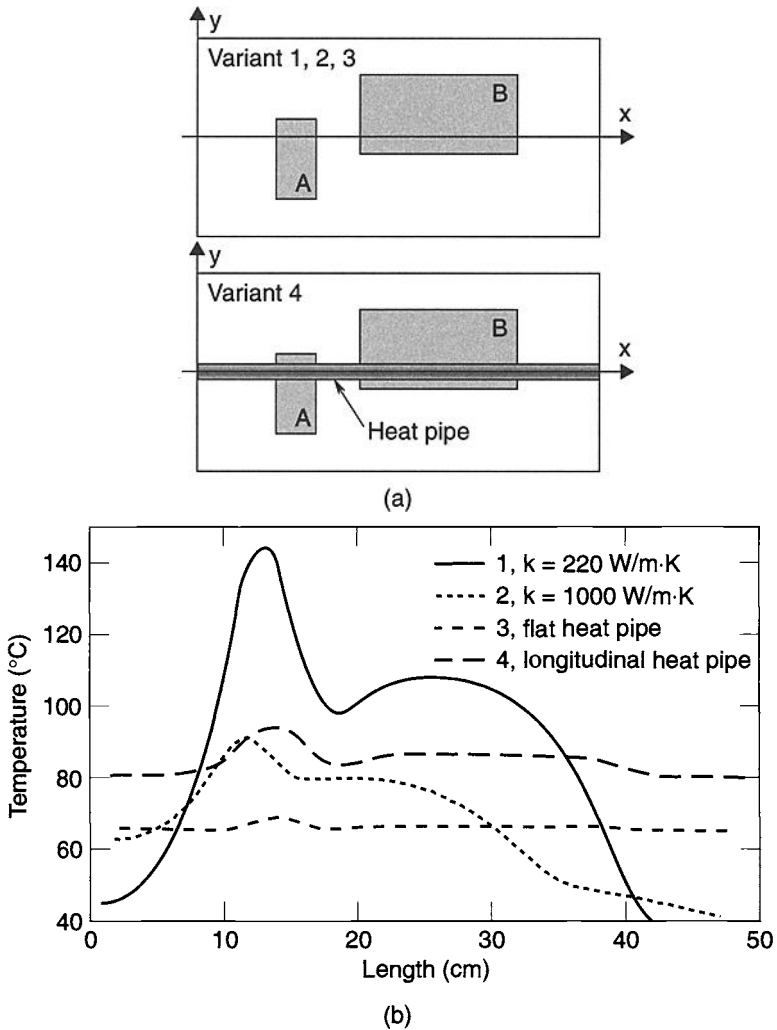 y
Variant 1, 2, 3
B
x
A
y
Variant 4
B
x
A
Heat pipe
(a)
140
120
100
80
60
40
Temperature (°C)
1, k = 220 W/m·K
2, k = 1000 W/m·K
3, flat heat pipe
4, longitudinal heat pipe
0 10 20 30 40 50
Length (cm)
(b)